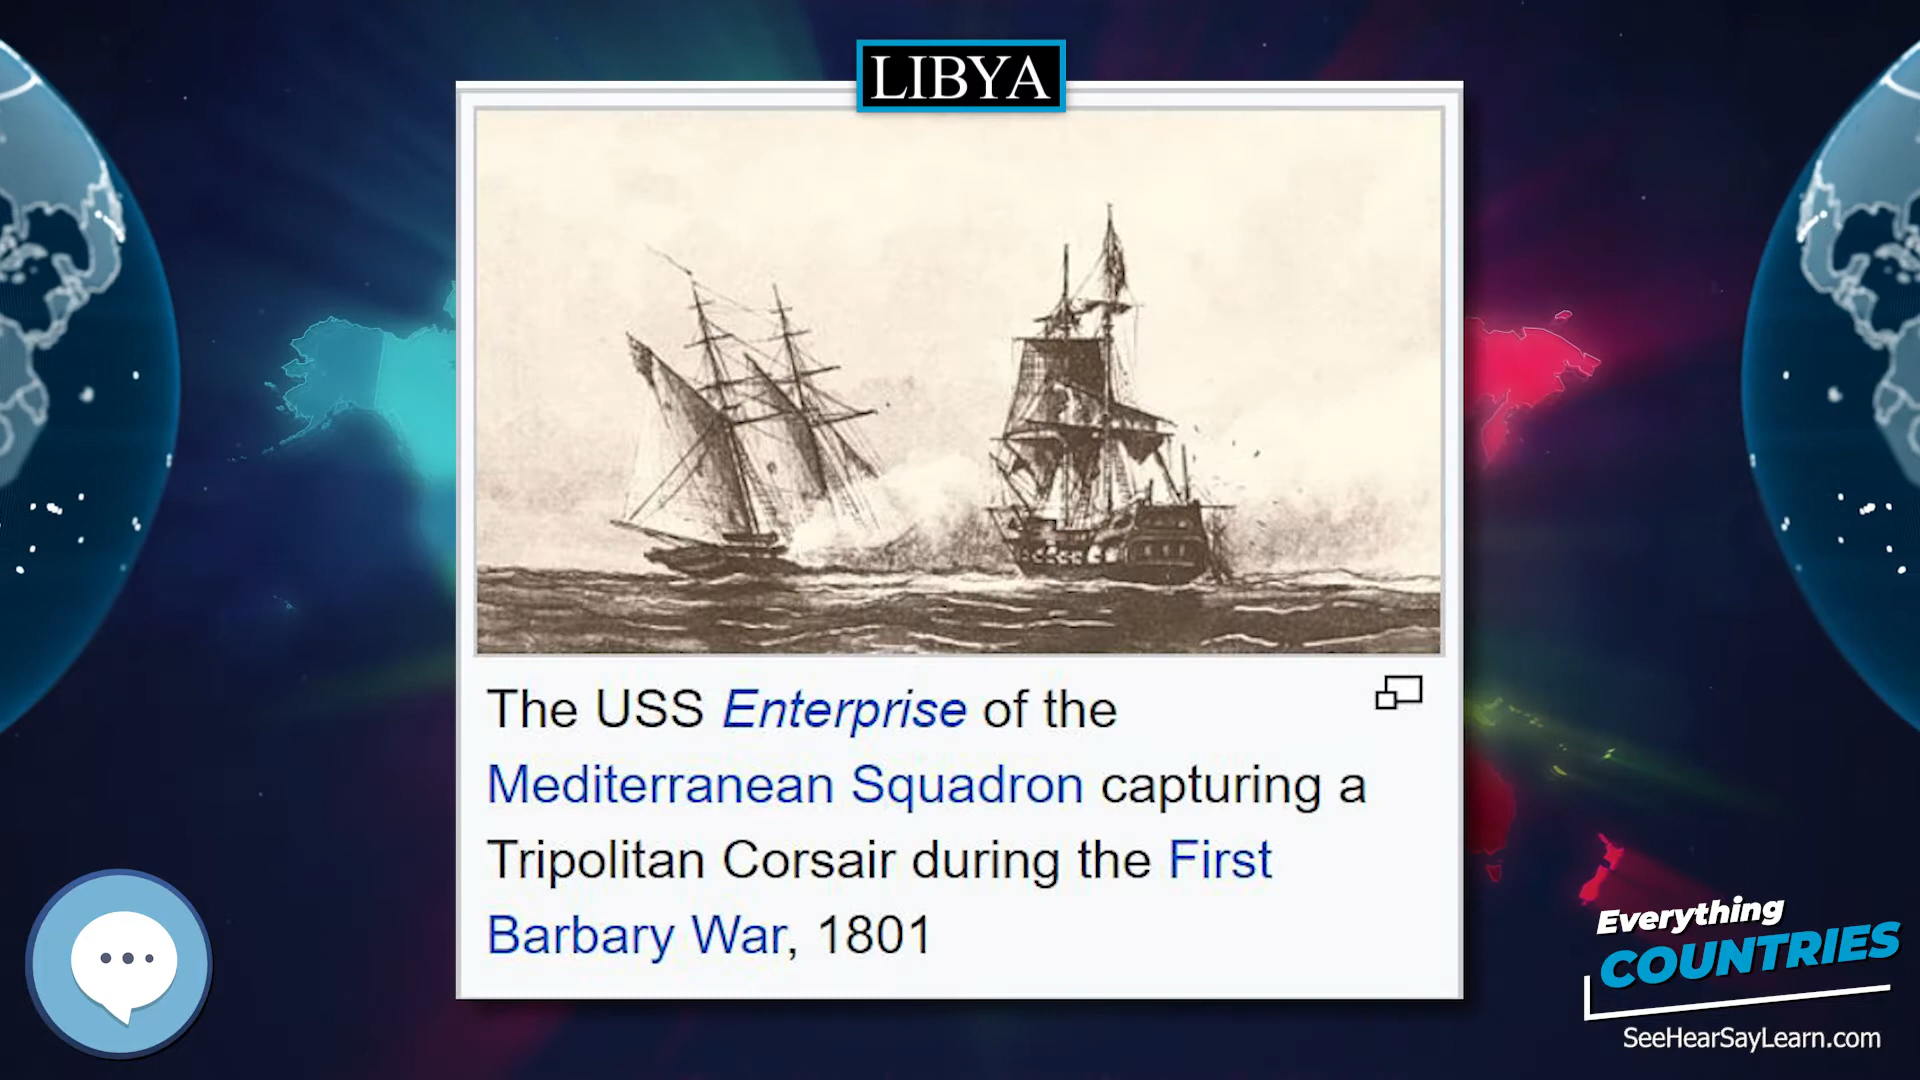 LIBYA
The USS Enterprise of the
Mediterranean Squadron capturing a
Tripolitan Corsair during the First
Barbary War, 1801
Everything
COUNTRIES
SeeHearSayLearn.com